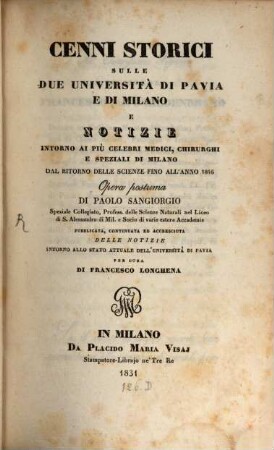 CENNI STORICI
SULLE
DUE UNIVERSITÀ DI PAVIA
E DI MILANO
E
NOTIZIE
INTORNO AI PIÙ CELEBRI MEDICI, CHIRURGHI
E SPEZIALI DI MILANO
DAL RITORNO DELLE SCIENZE FINO ALL'ANNO 1816
Opera postuma
DI PAOLO SANGIORGIO
Speziale Collegiato, Profess. delle Scienze Naturali nel Liceo
di S. Alessandro di Mil. e Socio di varie estere Accademie
PUBBLICATA, CONTINUATA ED ACCRESCIUTA
DELLE NOTIZIE
INTORNO ALLO STATO ATTUALE DELL'UNIVERSITÀ DI PAVIA
PER CURA
DI FRANCESCO LONGHENA
R
IN MILANO
DA PLACIDO MARIA VISAJ
Stampatore-Librajo ne' Tre Re
1831